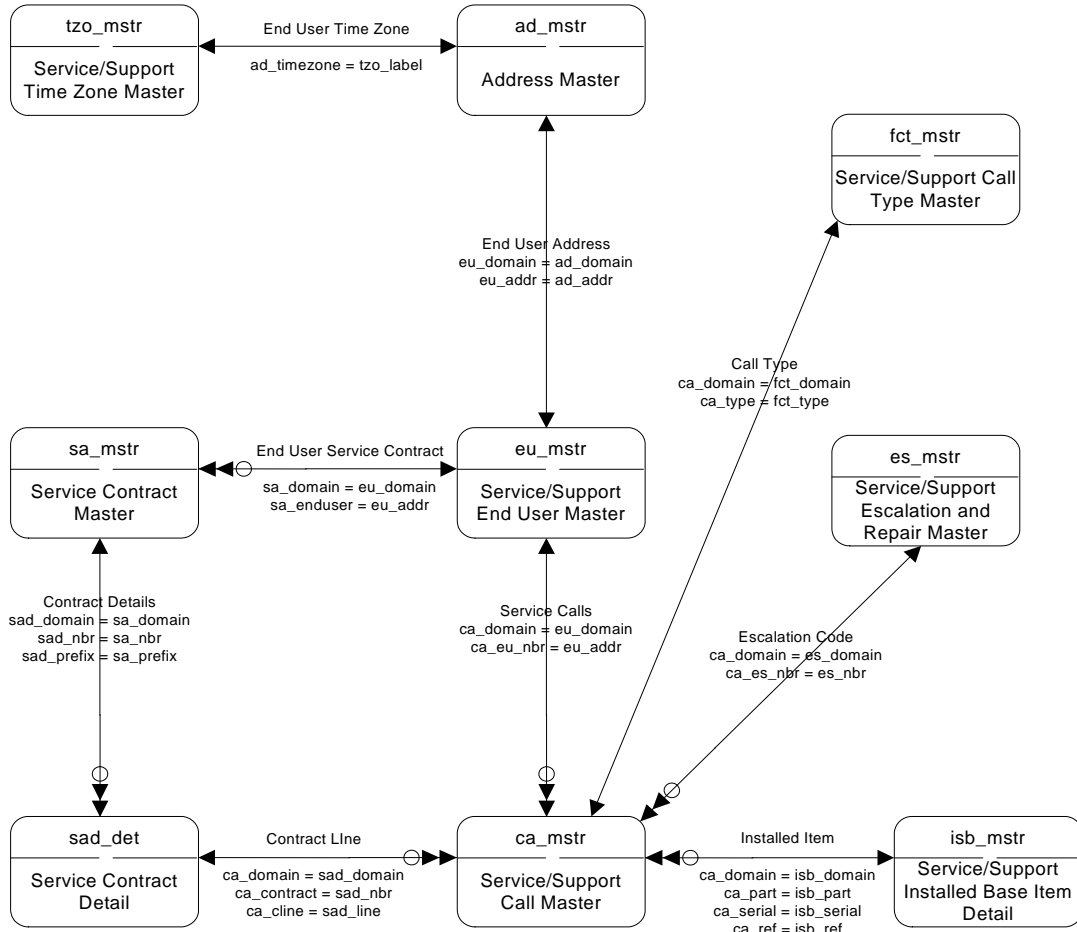 tzo_mstr
Service/Support
Time Zone Master
End User Time Zone
ad_timezone = tzo_label
ad_mstr
Address Master
fct_mstr
Service/Support Call
Type Master
End User Address
eu_domain = ad_domain
eu_addr = ad_addr
Call Type
ca_domain = fct_domain
ca_type = fct_type
sa_mstr
Service Contract
Master
End User Service Contract
sa_domain = eu_domain
sa_enduser = eu_addr
eu_mstr
Service/Support
End User Master
es_mstr
Service/Support
Escalation and
Repair Master
Contract Details
sad_domain = sa_domain
sad_nbr = sa_nbr
sad_prefix = sa_prefix
Service Calls
ca_domain = eu_domain
ca_eu_nbr = eu_addr
Escalation Code
ca_domain = es_domain
ca_es_nbr = es_nbr
sad_det
Service Contract
Detail
Contract LIne
ca_domain = sad_domain
ca_contract = sad_nbr
ca_cline = sad_line
ca_mstr
Service/Support
Call Master
Installed Item
ca_domain = isb_domain
ca_part = isb_part
ca_serial = isb_serial
ca_ref = isb_ref
isb_mstr
Service/Support
Installed Base Item
Detail